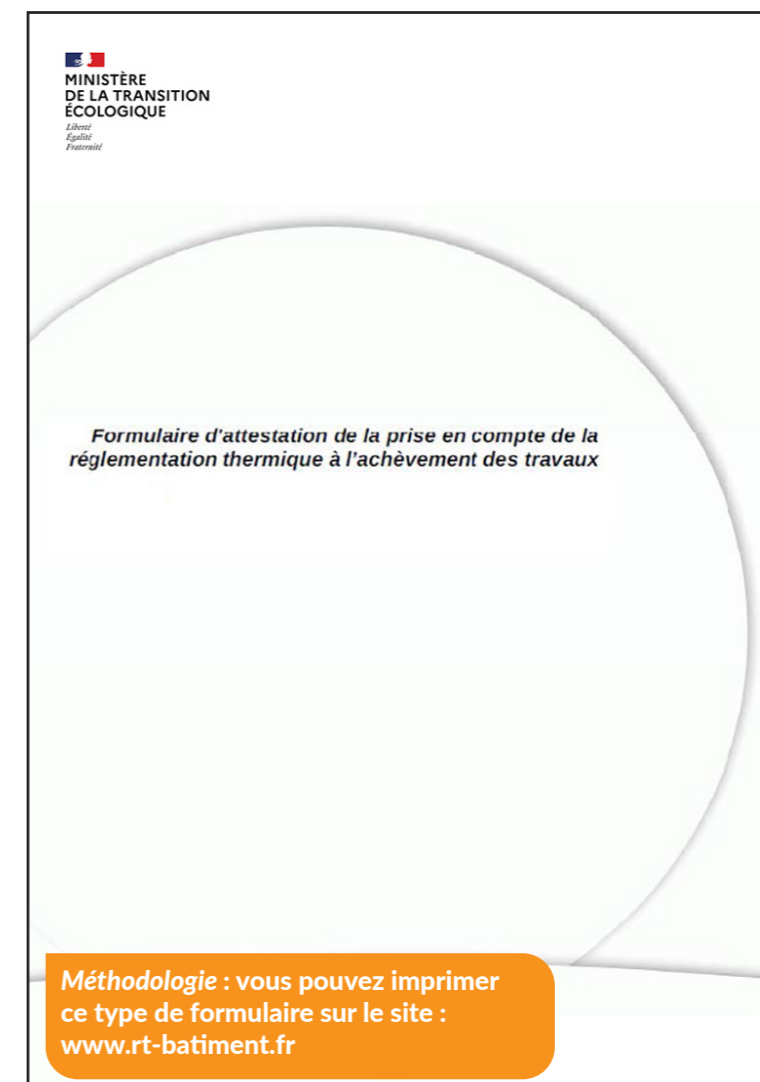 MINISTÈRE
DE LA TRANSITION
ÉCOLOGIQUE
Liberté
Égalité
Fraternité
Formulaire d'attestation de la prise en compte de la
réglementation thermique à l'achèvement des travaux
Méthodologie : vous pouvez imprimer
ce type de formulaire sur le site :
www.rt-batiment.fr